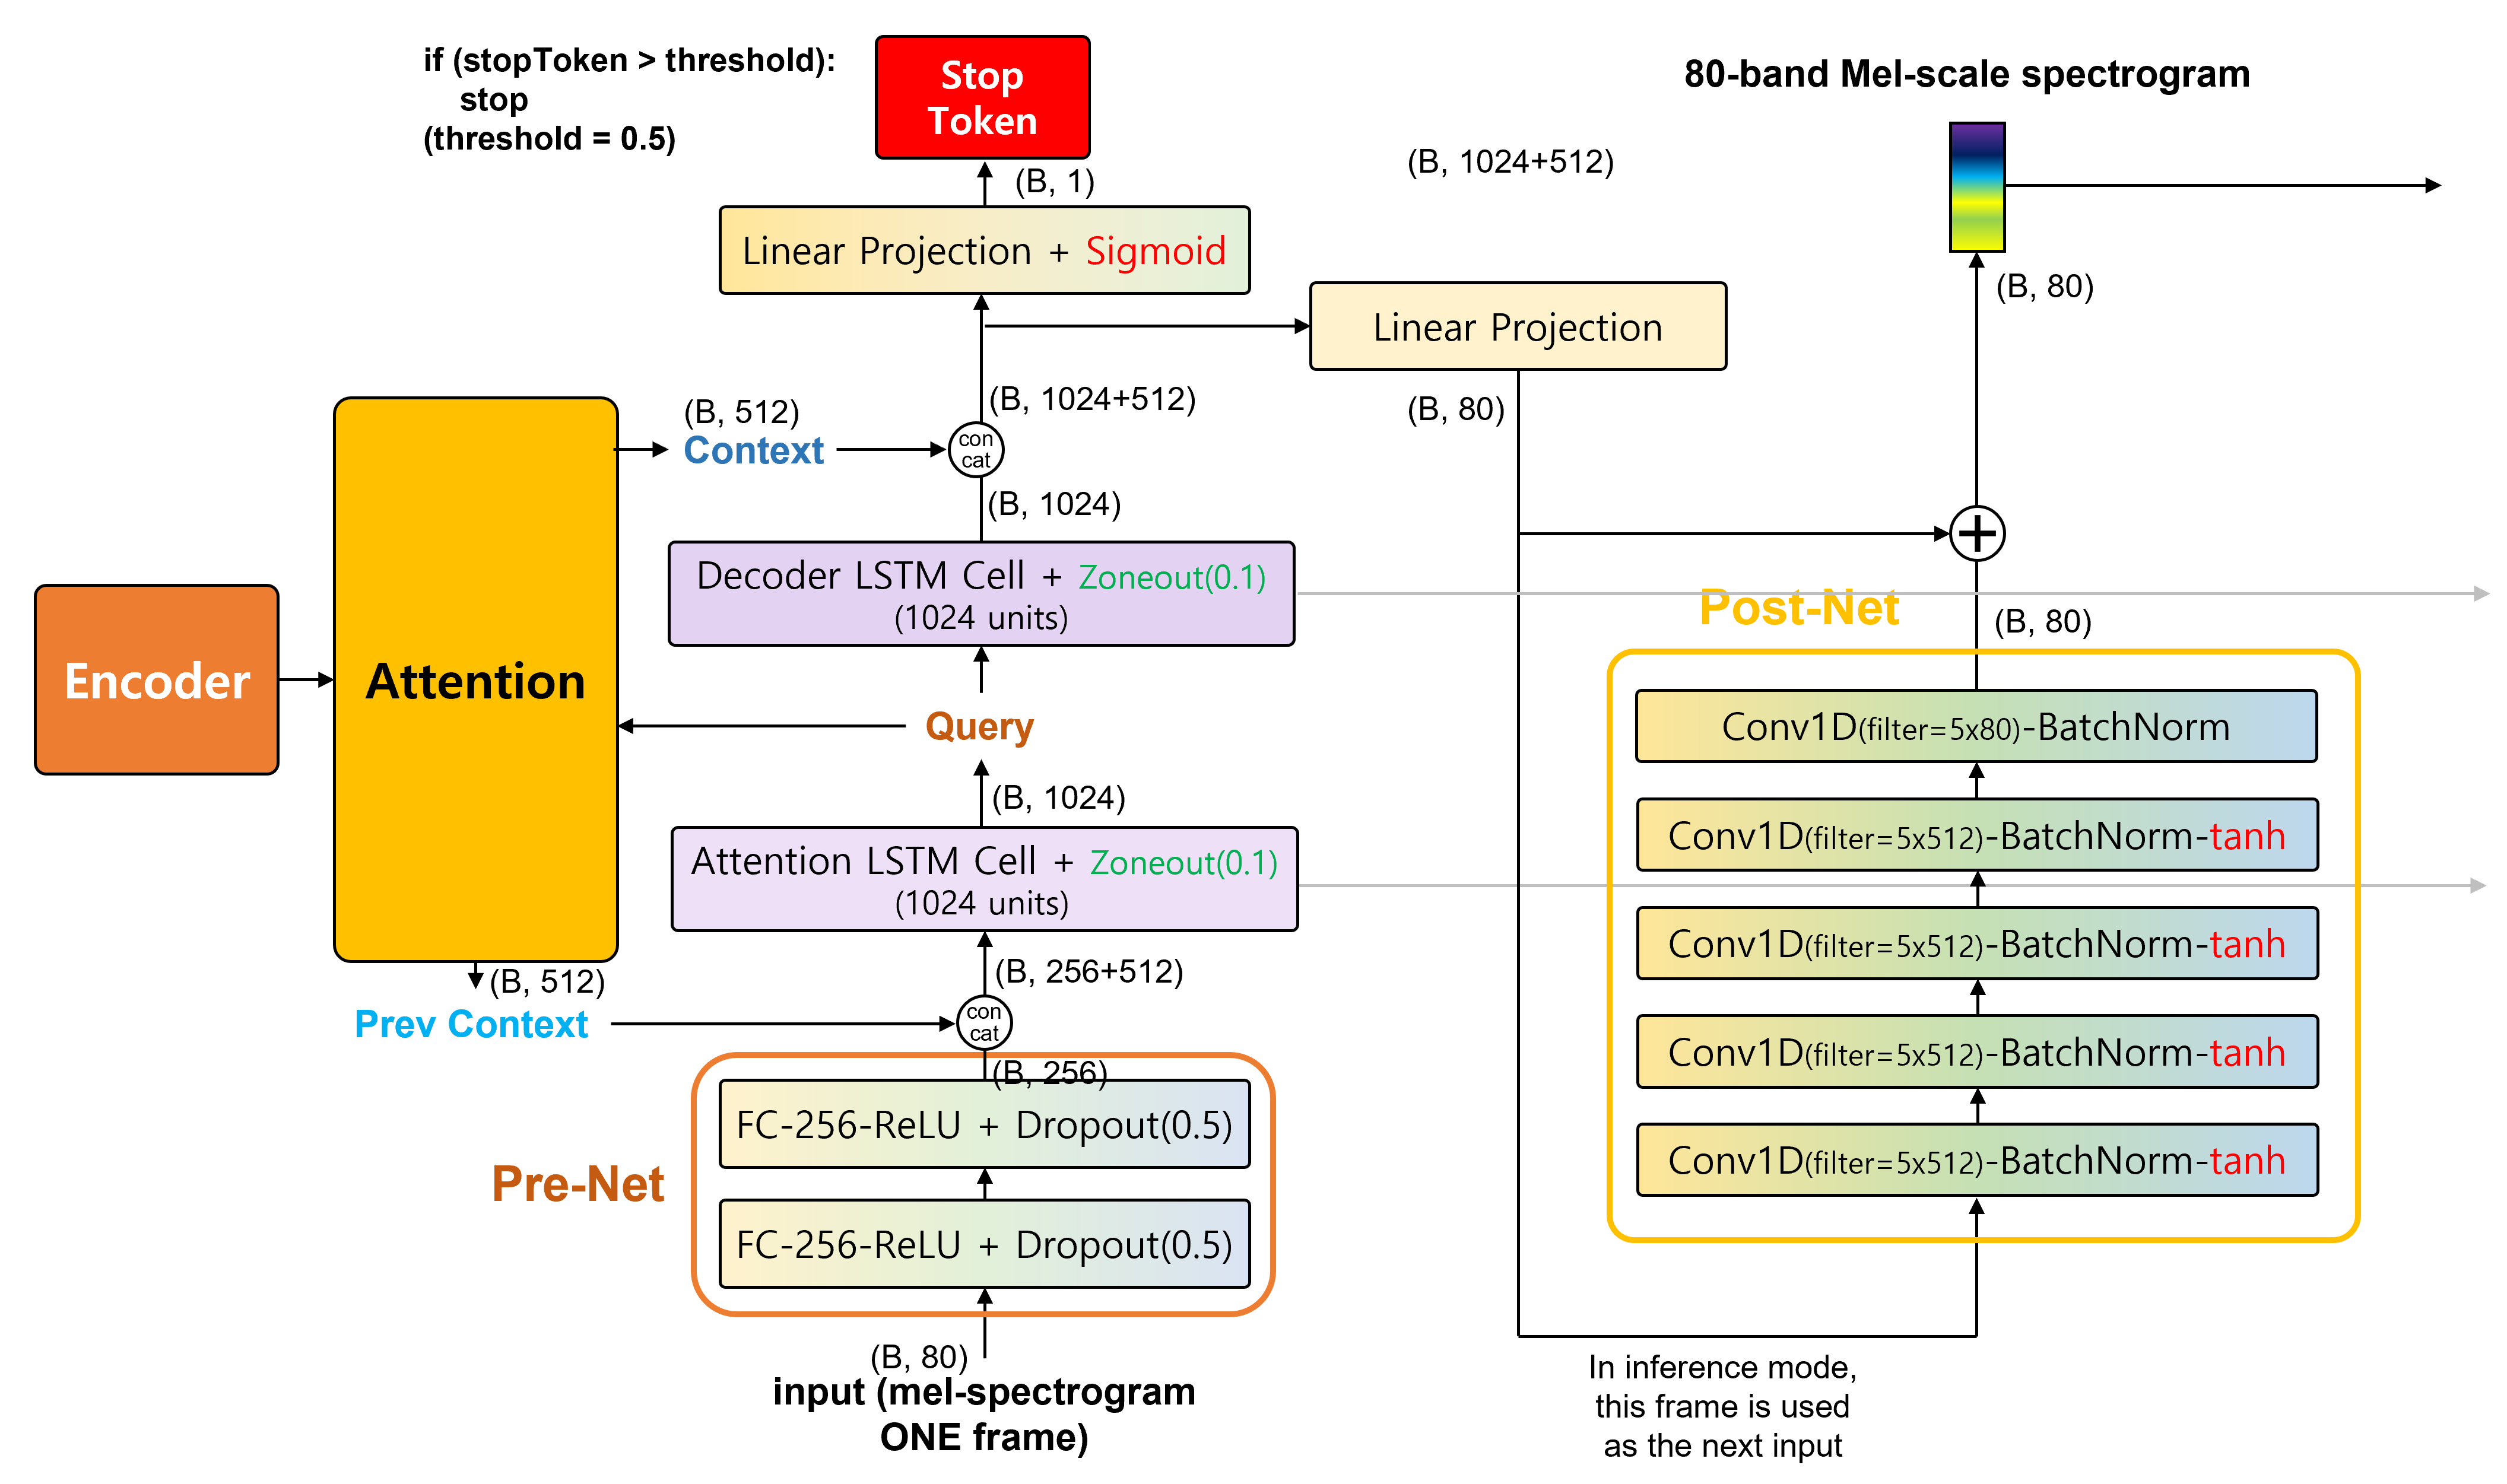 if (stopToken > threshold):
stop
(threshold = 0.5)
Stop
Token
(B, 1)
Linear Projection + Sigmoid
(B, 1024+512)
Linear Projection
(B, 80)
80-band Mel-scale spectrogram
(B, 80)
(B, 512)
Context
con
cat
(B, 1024+512)
(B, 1024)
Decoder LSTM Cell + Zoneout(0.1)
(1024 units)
Encoder
Attention
Query
(B, 1024)
Attention LSTM Cell + Zoneout(0.1)
(1024 units)
(B, 256+512)
(B, 512)
Prev Context
con
cat
(B, 256)
Pre-Net
FC-256-ReLU + Dropout(0.5)
FC-256-ReLU + Dropout(0.5)
(B, 80)
input (mel-spectrogram
ONE frame)
Post-Net
(B, 80)
Conv1D(filter=5x80)-BatchNorm
Conv1D(filter=5x512)-BatchNorm-tanh
Conv1D(filter=5x512)-BatchNorm-tanh
Conv1D(filter=5x512)-BatchNorm-tanh
Conv1D(filter=5x512)-BatchNorm-tanh
In inference mode,
this frame is used
as the next input